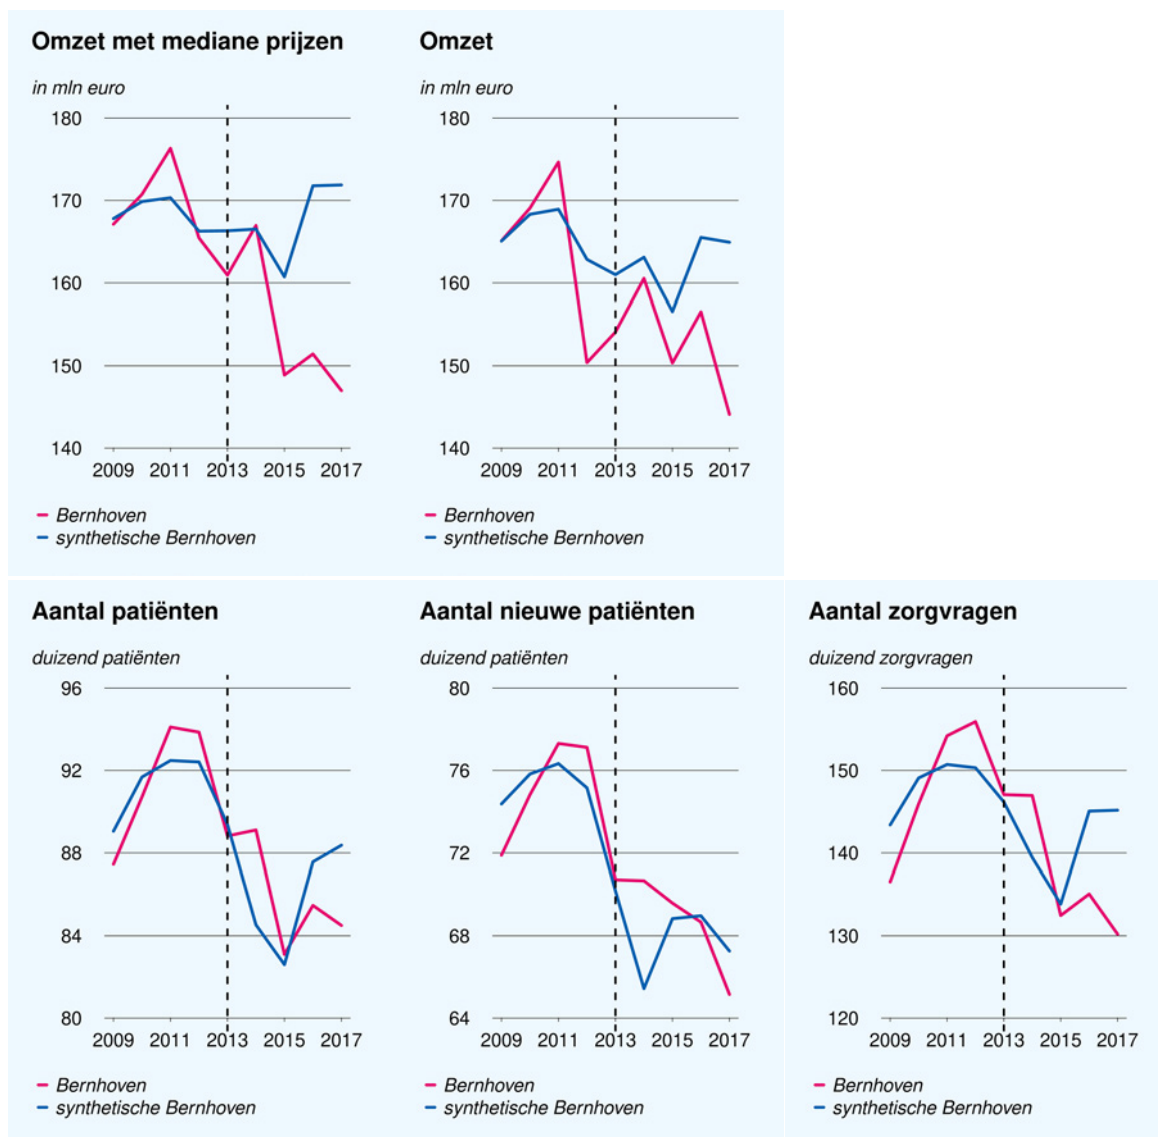 Omzet met mediane prijzen
in mln euro
180
170
160
150
140
2009 2011 2013 2015 2017
Bernhoven
synthetische Bernhoven
Omzet
in mln euro
180
170
160
150
140
2009 2011 2013 2015 2017
Bernhoven
synthetische Bernhoven
Aantal patiënten
duizend patiënten
96
92
88
84
80
2009 2011 2013 2015 2017
Bernhoven
synthetische Bernhoven
Aantal nieuwe patiënten
duizend patiënten
80
76
72
68
64
2009 2011 2013 2015 2017
Bernhoven
synthetische Bernhoven
Aantal zorgvragen
duizend zorgvragen
160
150
140
130
120
2009 2011 2013 2015 2017
Bernhoven
synthetische Bernhoven